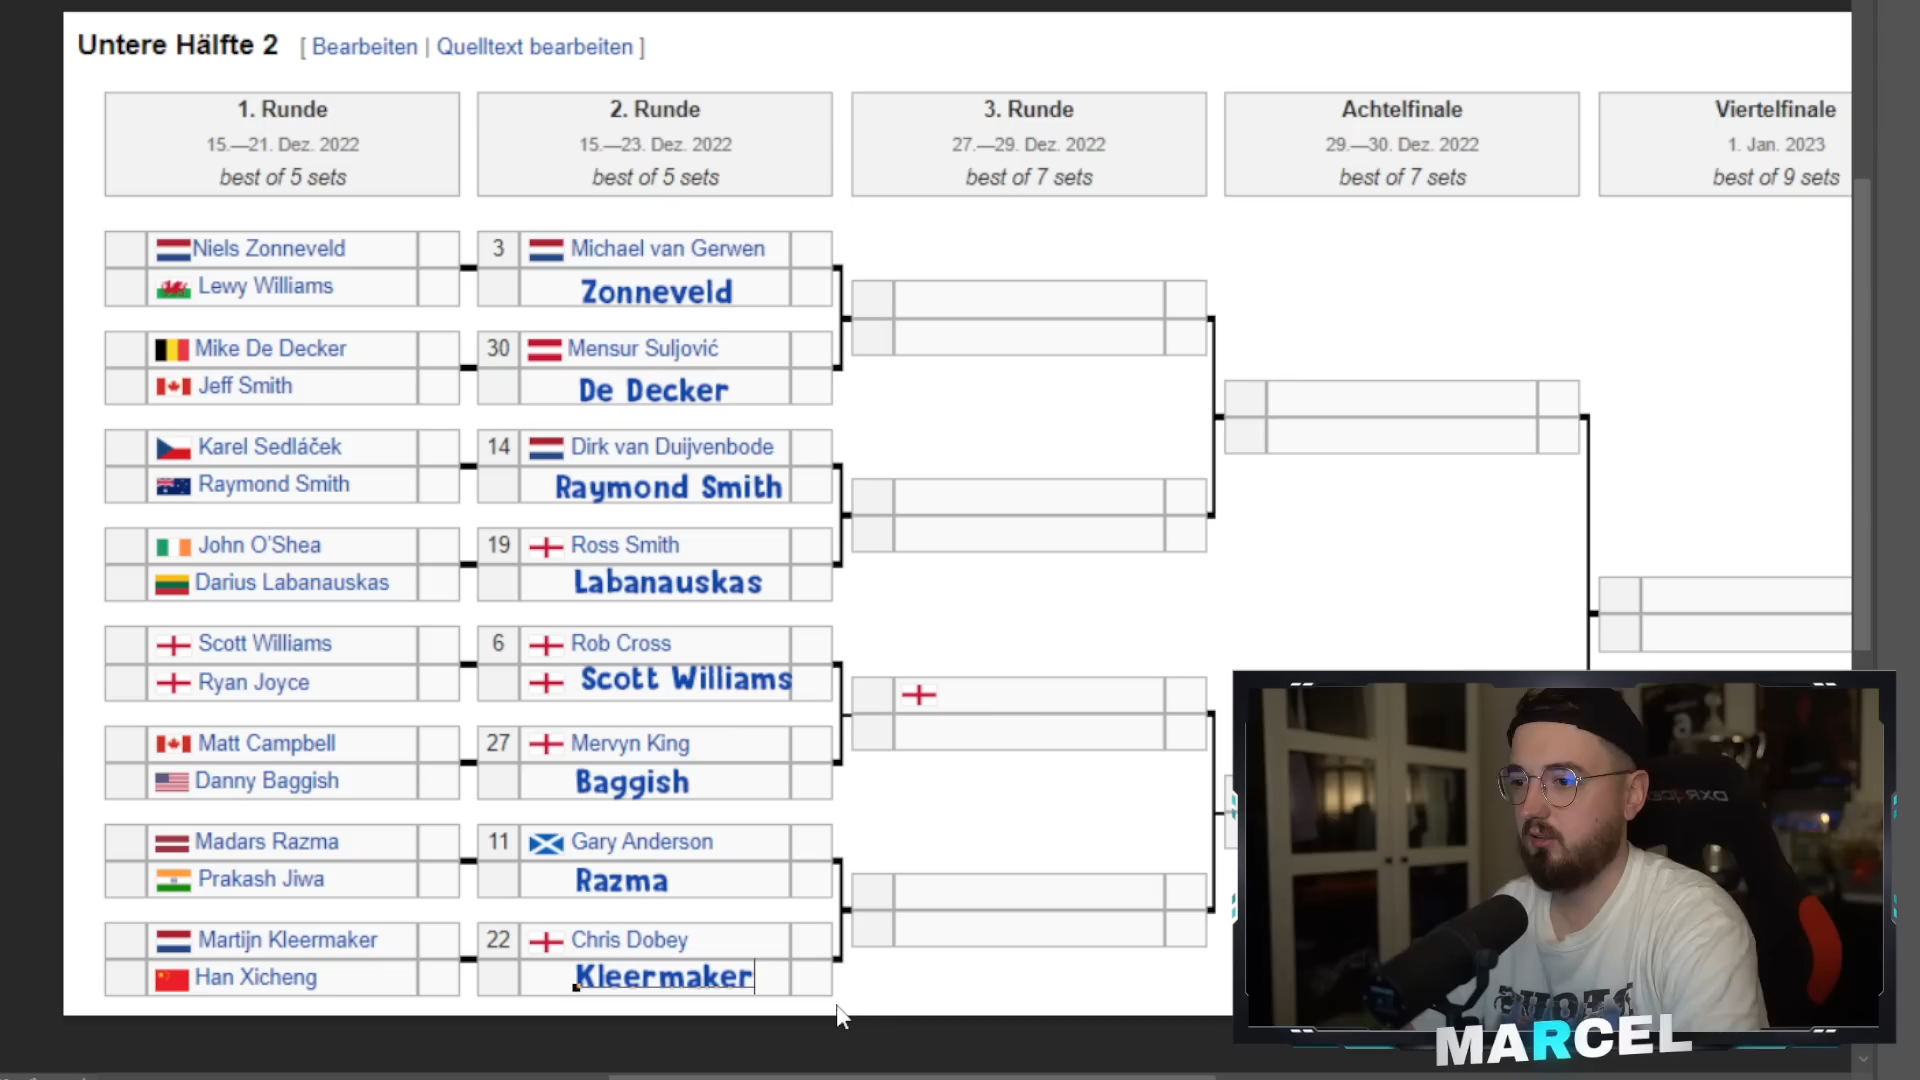 Untere Hälfte 2 [ Bearbeiten | Quelltext bearbeiten ]
1. Runde
15.—21. Dez. 2022
best of 5 sets
2. Runde
15.—23. Dez. 2022
best of 5 sets
3. Runde
27.—29. Dez. 2022
best of 7 sets
Achtelfinale
29.—30. Dez. 2022
best of 7 sets
Viertelfinale
1. Jan. 2023
best of 9 sets
Niels Zonneveld
Lewy Williams
Mike De Decker
Jeff Smith
Karel Sedláček
Raymond Smith
John O'Shea
Darius Labanauskas
Scott Williams
Ryan Joyce
Matt Campbell
Danny Baggish
Madars Razma
Prakash Jiwa
Martijn Kleermaker
Han Xicheng
3 Michael van Gerwen
Zonneveld
30 Mensur Suljović
De Decker
14 Dirk van Duijvenbode
Raymond Smith
19 Ross Smith
Labanauskas
6 Rob Cross
Scott Williams
27 Mervyn King
Baggish
11 Gary Anderson
Razma
22 Chris Dobey
Kleermaker
MARCEL